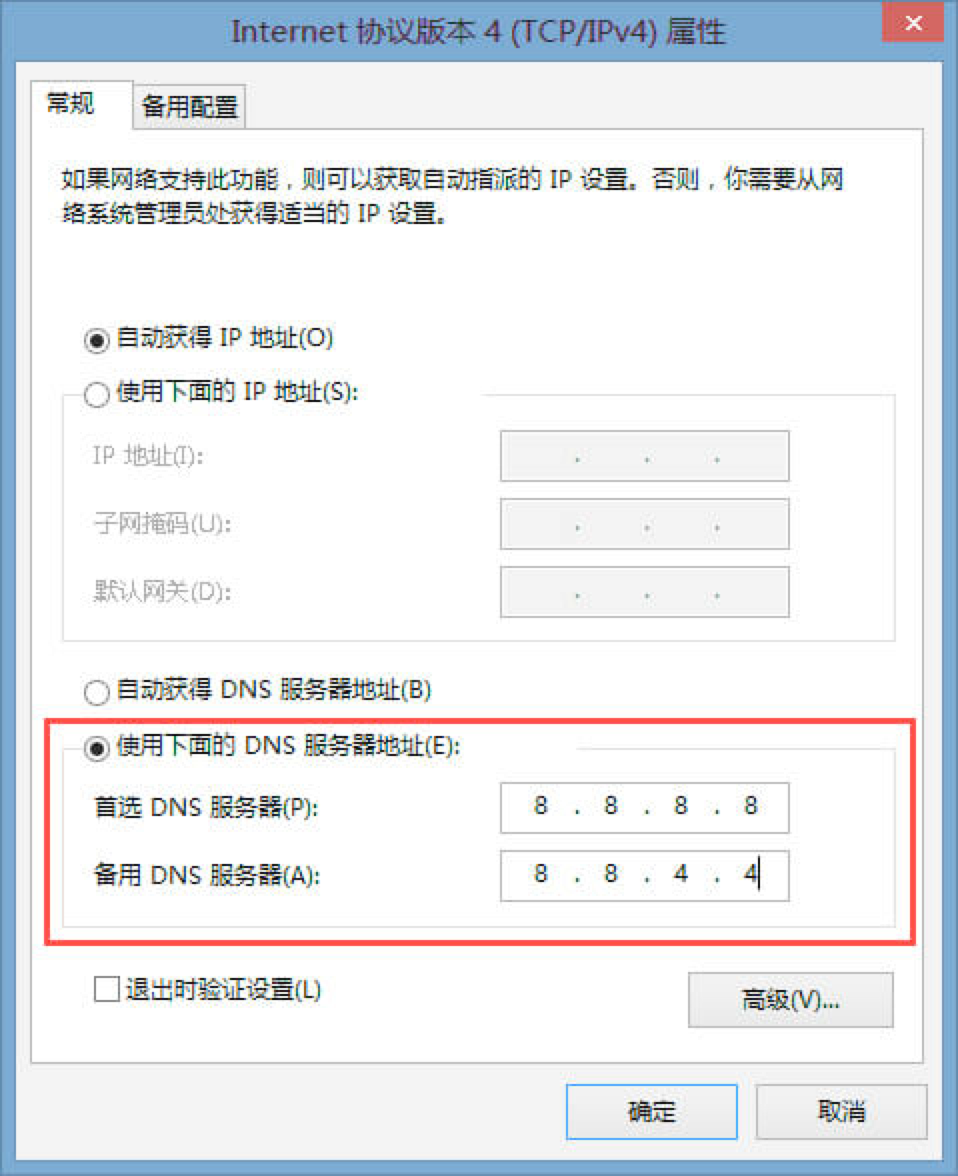 Internet 协议版本 4 (TCP/IPv4) 属性
常规
备用配置
如果网络支持此功能，则可以获取自动指派的 IP 设置。否则，你需要从网
络系统管理员处获得适当的 IP 设置。
自动获得 IP 地址(O)
使用下面的 IP 地址(S):
IP 地址(I):
. . .
子网掩码(U):
. . .
默认网关(D):
. . .
自动获得 DNS 服务器地址(B)
使用下面的 DNS 服务器地址(E):
首选 DNS 服务器(P):
8 . 8 . 8 . 8
备用 DNS 服务器(A):
8 . 8 . 4 . 4
退出时验证设置(L)
高级(V)...
确定
取消